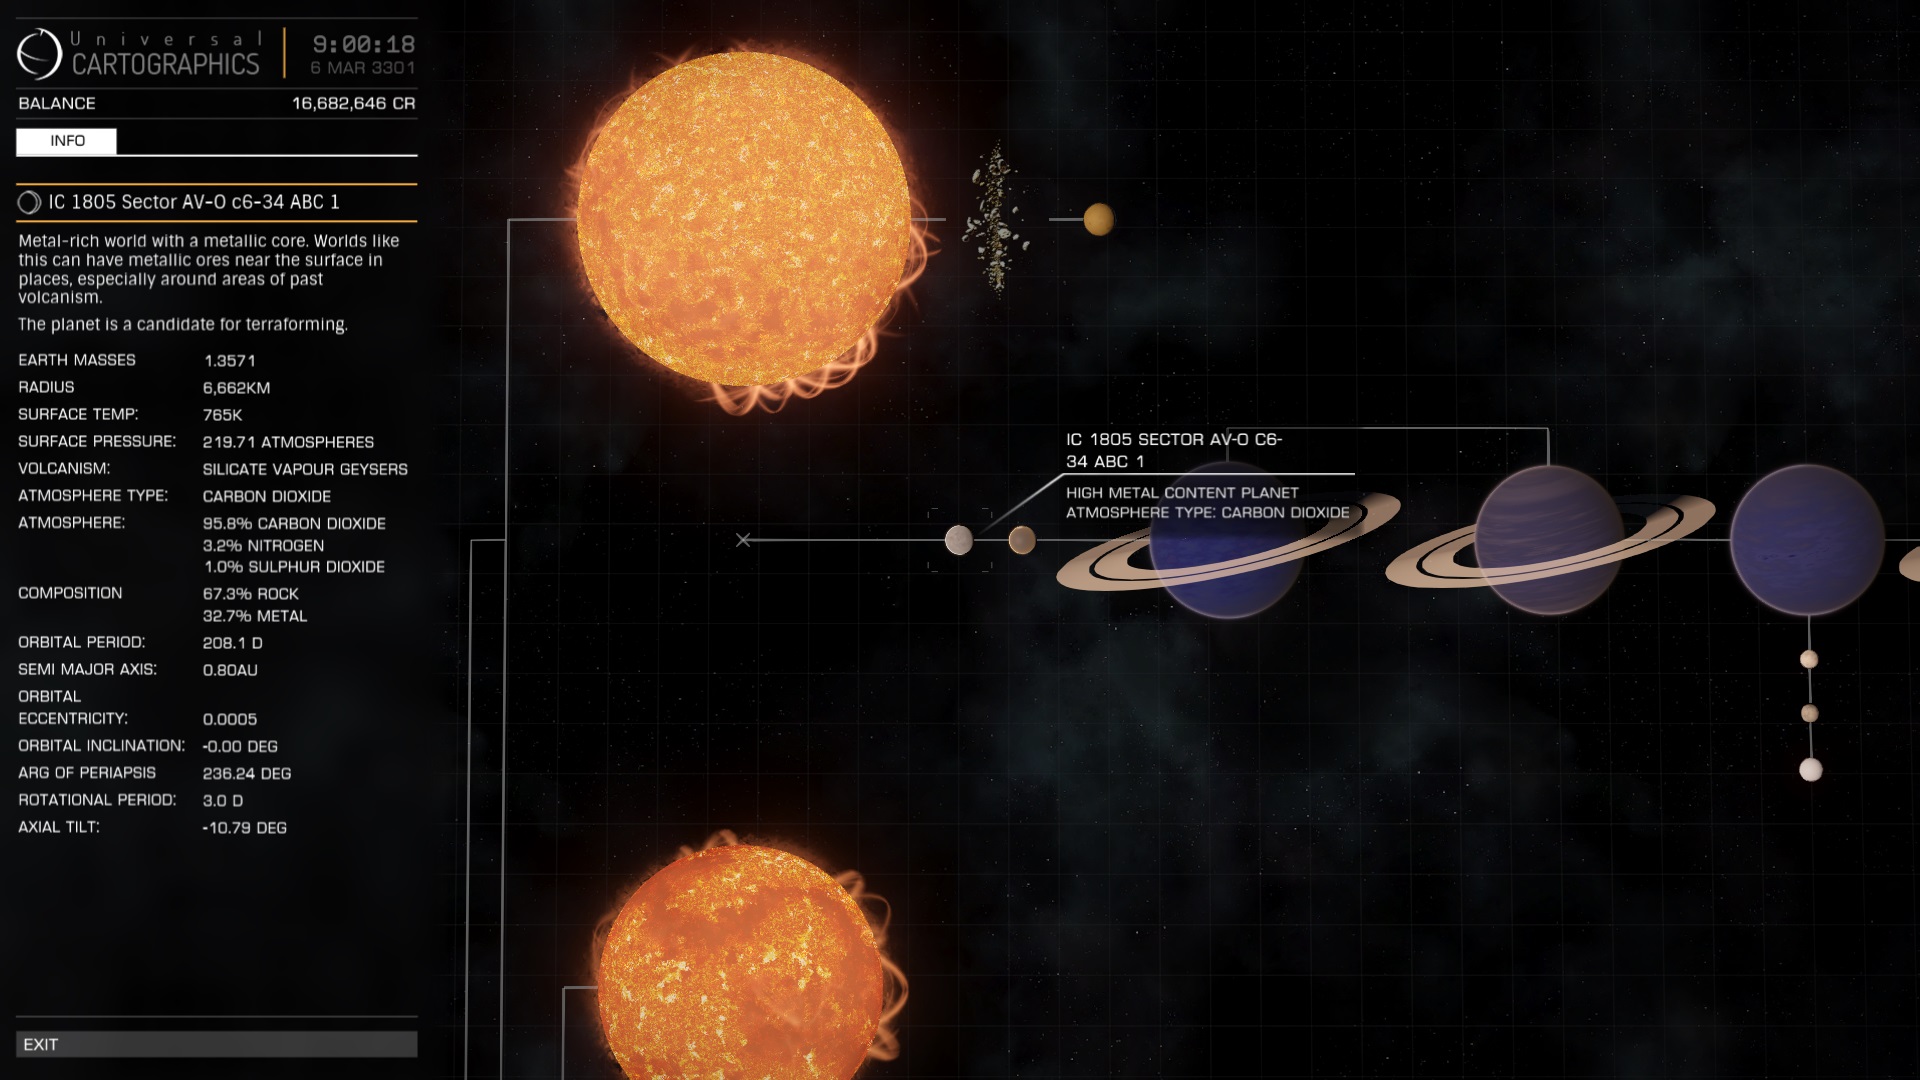 Universal
CARTOGRAPHICS
9:00:18
6 MAR 3301
BALANCE 16,682,646 CR
INFO
IC 1805 Sector AV-O c6-34 ABC 1
Metal-rich world with a metallic core. Worlds like
this can have metallic ores near the surface in
places, especially around areas of past
volcanism.
The planet is a candidate for terraforming.
EARTH MASSES 1.3571
RADIUS 6,662KM
SURFACE TEMP: 765K
SURFACE PRESSURE: 219.71 ATMOSPHERES
VOLCANISM: SILICATE VAPOUR GEYSERS
ATMOSPHERE TYPE: CARBON DIOXIDE
ATMOSPHERE: 95.8% CARBON DIOXIDE
3.2% NITROGEN
1.0% SULPHUR DIOXIDE
COMPOSITION 67.3% ROCK
32.7% METAL
ORBITAL PERIOD: 208.1 D
SEMI MAJOR AXIS: 0.80AU
ORBITAL
ECCENTRICITY: 0.0005
ORBITAL INCLINATION: -0.00 DEG
ARG OF PERIAPSIS 236.24 DEG
ROTATIONAL PERIOD: 3.0 D
AXIAL TILT: -10.79 DEG
EXIT
IC 1805 SECTOR AV-O C6-
34 ABC 1
HIGH METAL CONTENT PLANET
ATMOSPHERE TYPE: CARBON DIOXIDE